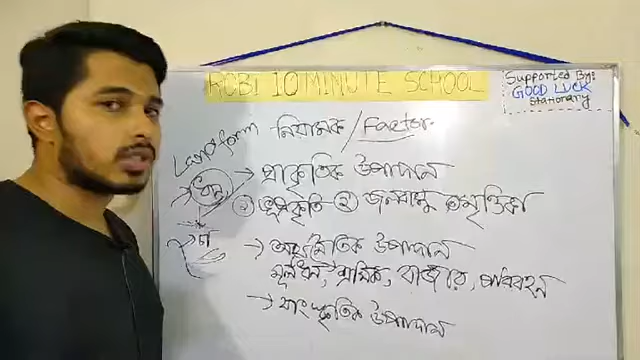 ROBI 10 MINUTE SCHOOL
Supported By:
GOOD LUCK
Stationary
Landform
নিয়ামক / Factor
→ প্রাকৃতিক উপাদান
① ভূপ্রকৃতি ② জলবায়ু ③ মৃত্তিকা
চা
→ অর্থনৈতিক উপাদান
মূলধন, শ্রমিক, বাজার, পরিবহন
→ সাংস্কৃতিক উপাদান